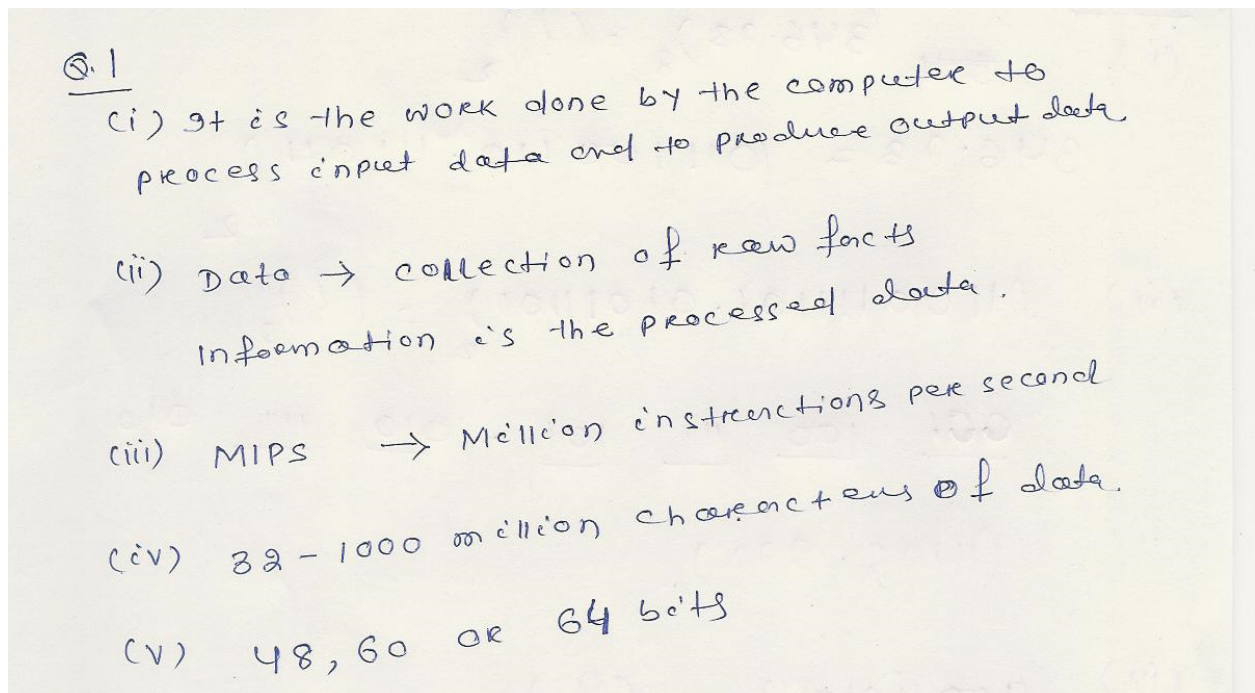 Q.1
(i) It is the work done by the computer to
process input data and to produce output data
(ii) Data → collection of raw facts
Information is the processed data.
(iii) MIPS → Million instructions per second
(iv) 32 - 1000 million characters of data.
(v) 48, 60 or 64 bits